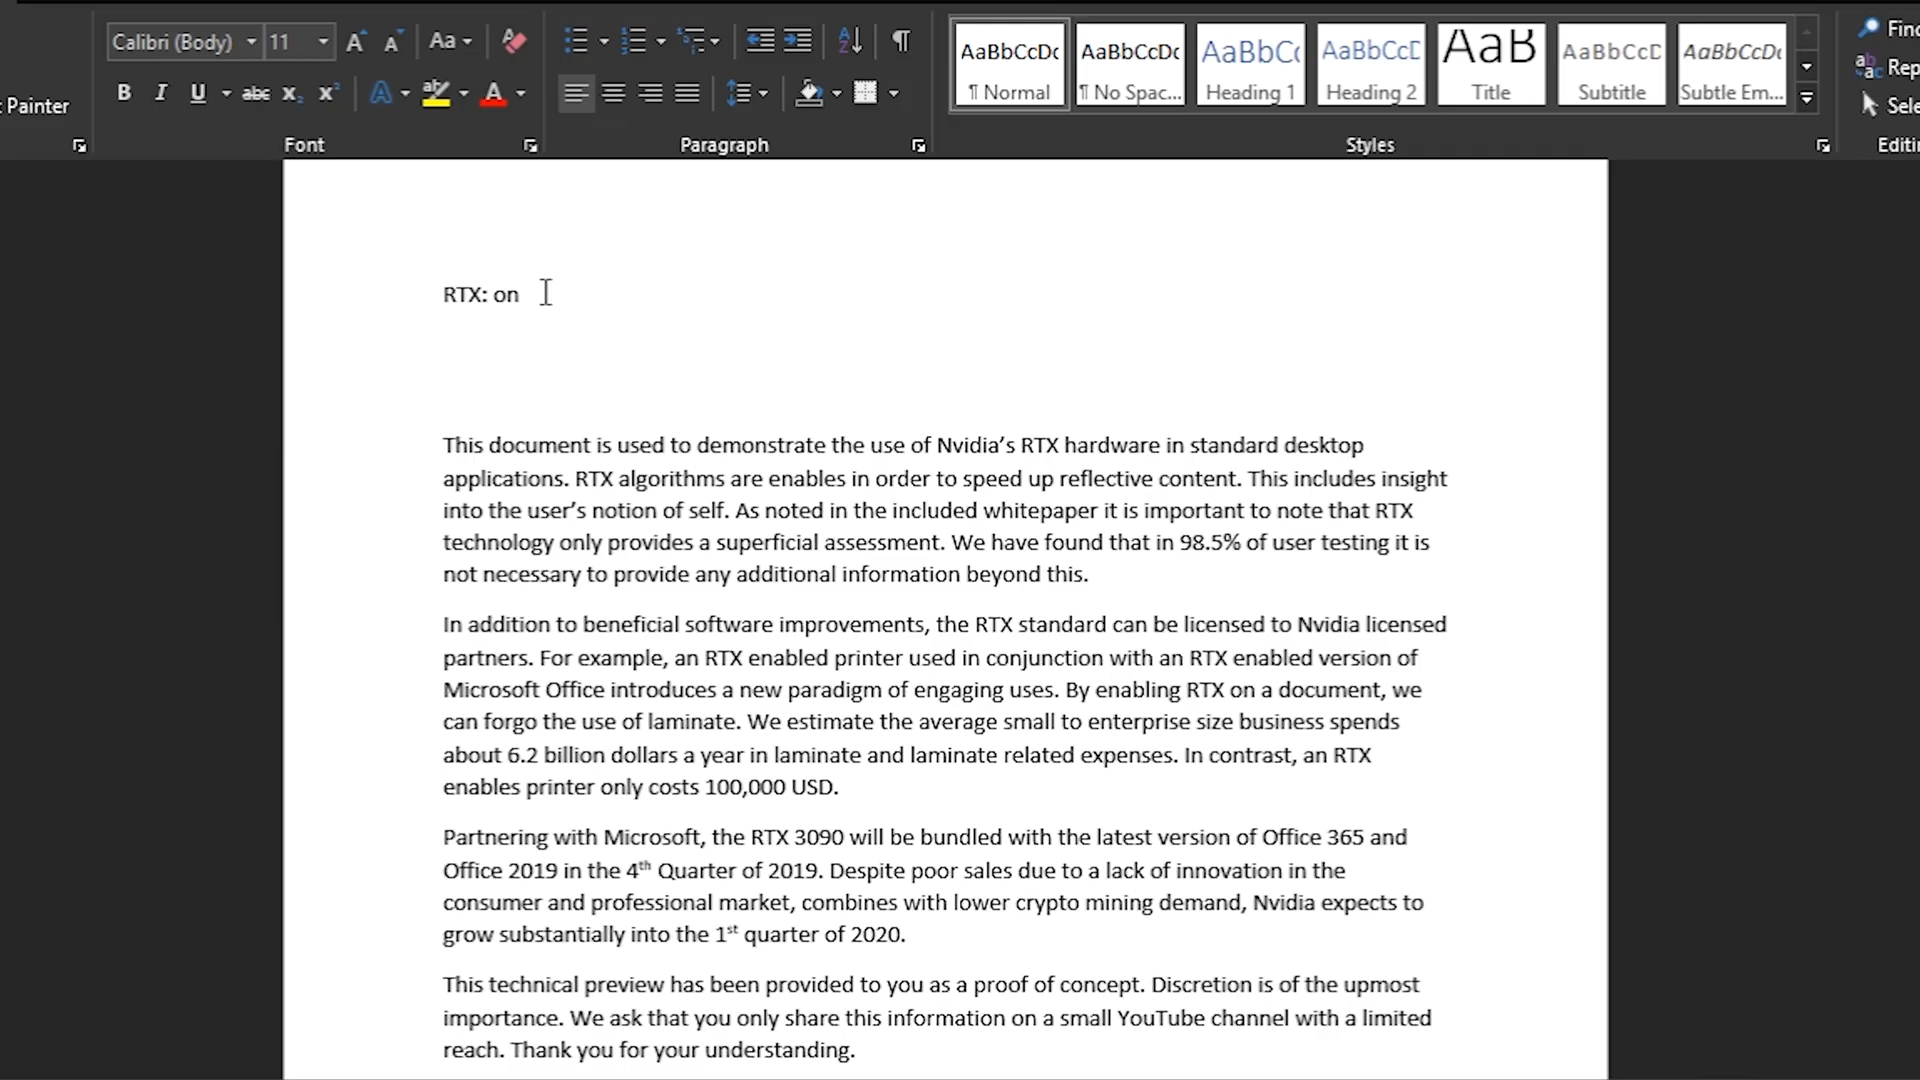 Calibri (Body) 11 Aa
AaBbCcDc AaBbCcDc AaBbC AaBbCcD AaB AaBbCcD AaBbCcDc
B I U abc x₂ x² A A
Painter
¶ Normal ¶ No Spac... Heading 1 Heading 2 Title Subtitle Subtle Em...
Font Paragraph Styles
RTX: on
This document is used to demonstrate the use of Nvidia’s RTX hardware in standard desktop
applications. RTX algorithms are enables in order to speed up reflective content. This includes insight
into the user’s notion of self. As noted in the included whitepaper it is important to note that RTX
technology only provides a superficial assessment. We have found that in 98.5% of user testing it is
not necessary to provide any additional information beyond this.
In addition to beneficial software improvements, the RTX standard can be licensed to Nvidia licensed
partners. For example, an RTX enabled printer used in conjunction with an RTX enabled version of
Microsoft Office introduces a new paradigm of engaging uses. By enabling RTX on a document, we
can forgo the use of laminate. We estimate the average small to enterprise size business spends
about 6.2 billion dollars a year in laminate and laminate related expenses. In contrast, an RTX
enables printer only costs 100,000 USD.
Partnering with Microsoft, the RTX 3090 will be bundled with the latest version of Office 365 and
Office 2019 in the 4th Quarter of 2019. Despite poor sales due to a lack of innovation in the
consumer and professional market, combines with lower crypto mining demand, Nvidia expects to
grow substantially into the 1st quarter of 2020.
This technical preview has been provided to you as a proof of concept. Discretion is of the upmost
importance. We ask that you only share this information on a small YouTube channel with a limited
reach. Thank you for your understanding.